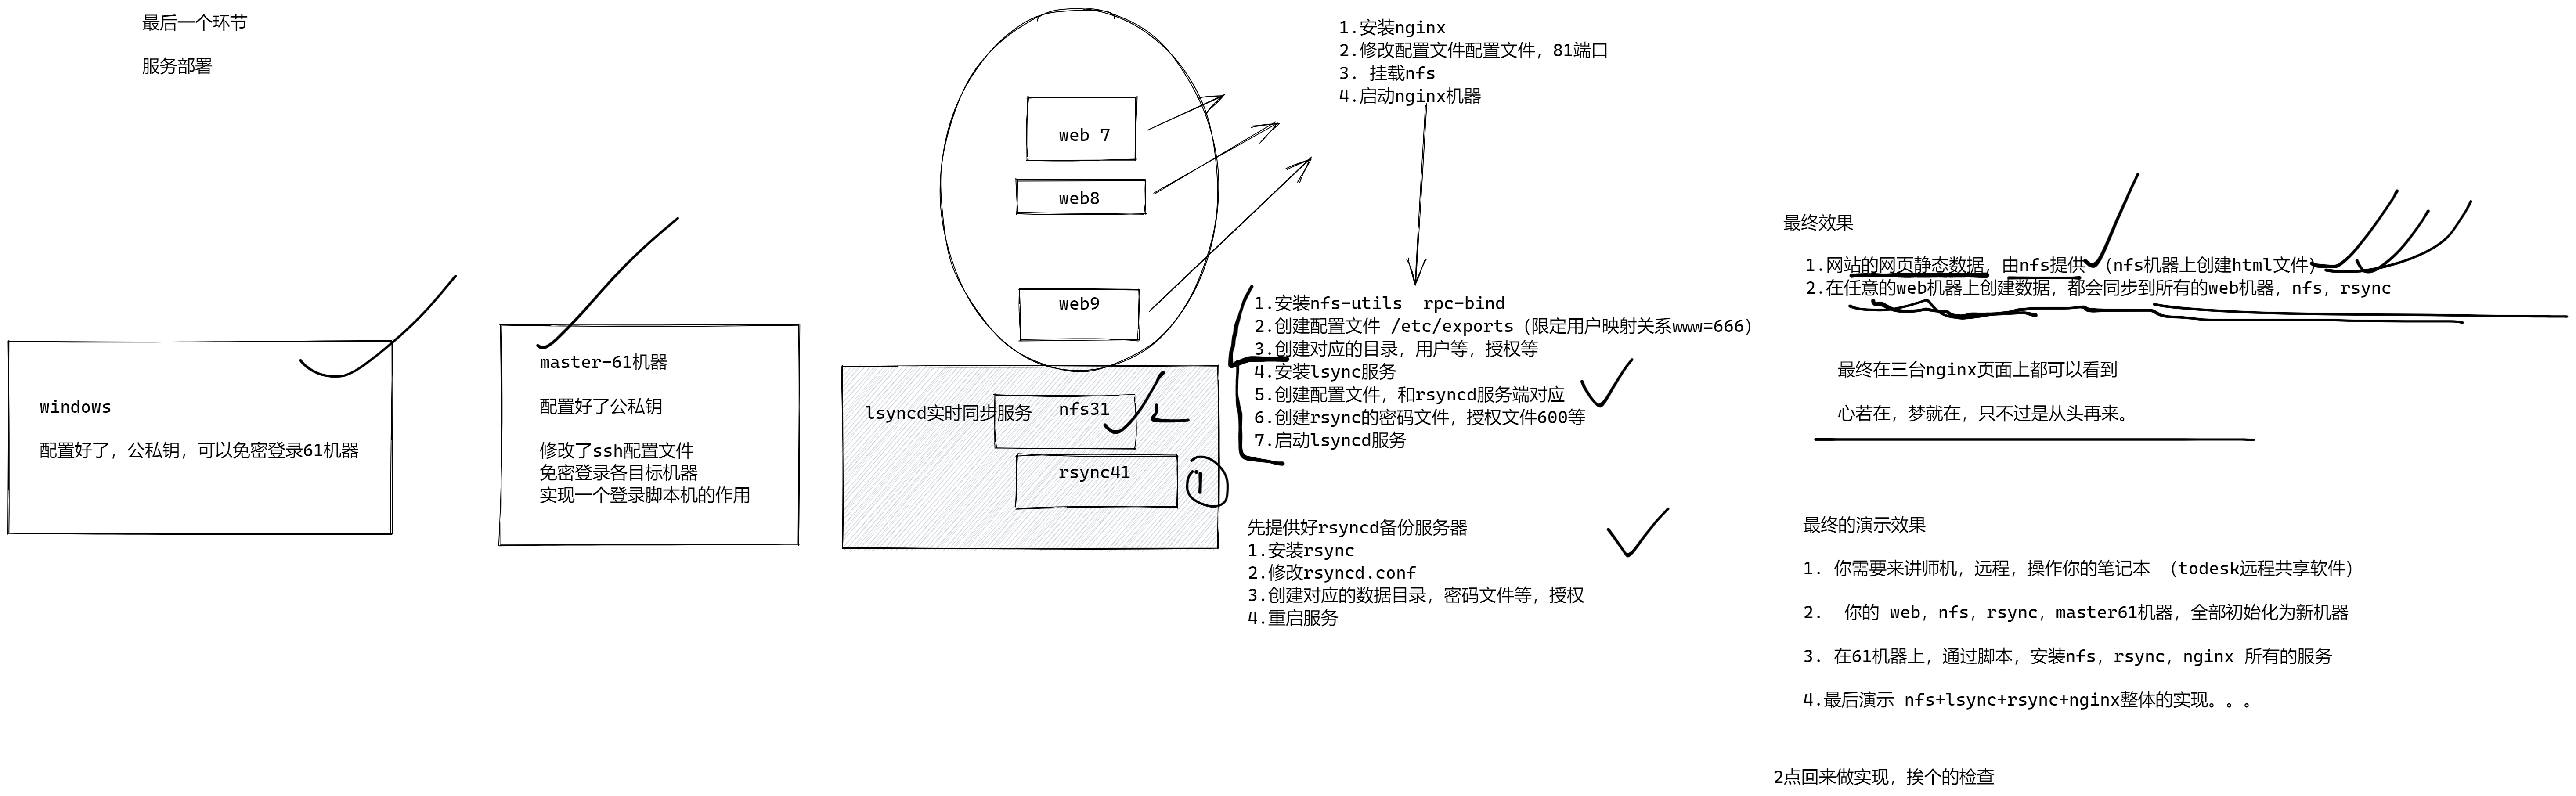 最后一个环节
服务部署
windows
配置好了，公私钥，可以免密登录61机器
master-61机器
配置好了公私钥
修改了ssh配置文件
免密登录各目标机器
实现一个登录脚本机的作用
web 7
web8
web9
lsyncd实时同步服务
nfs31
rsync41
1
1.安装nginx
2.修改配置文件配置文件，81端口
3. 挂载nfs
4.启动nginx机器
1.安装nfs-utils  rpc-bind
2.创建配置文件 /etc/exports（限定用户映射关系www=666）
3.创建对应的目录，用户等，授权等
4.安装lsync服务
5.创建配置文件，和rsyncd服务端对应
6.创建rsync的密码文件，授权文件600等
7.启动lsyncd服务
先提供好rsyncd备份服务器
1.安装rsync
2.修改rsyncd.conf
3.创建对应的数据目录，密码文件等，授权
4.重启服务
最终效果
1.网站的网页静态数据，由nfs提供 （nfs机器上创建html文件）
2.在任意的web机器上创建数据，都会同步到所有的web机器，nfs，rsync
最终在三台nginx页面上都可以看到
心若在，梦就在，只不过是从头再来。
最终的演示效果
1. 你需要来讲师机，远程，操作你的笔记本 （todesk远程共享软件）
2.  你的 web，nfs，rsync，master61机器，全部初始化为新机器
3. 在61机器上，通过脚本，安装nfs，rsync，nginx 所有的服务
4.最后演示 nfs+lsync+rsync+nginx整体的实现。。。
2点回来做实现，挨个的检查